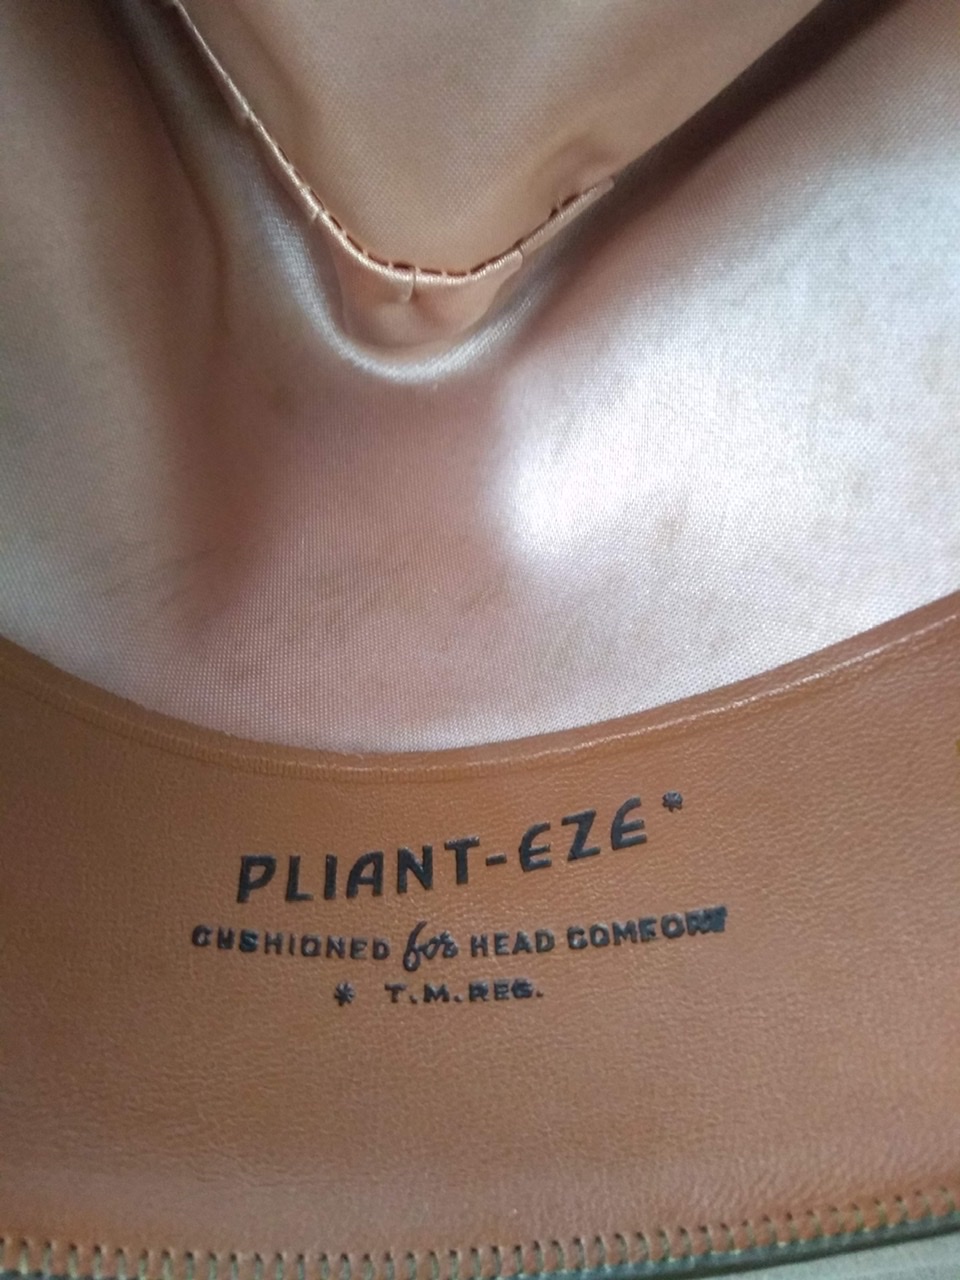 PLIANT-EZE*
CUSHIONED for HEAD COMFORT
* T.M. REG.